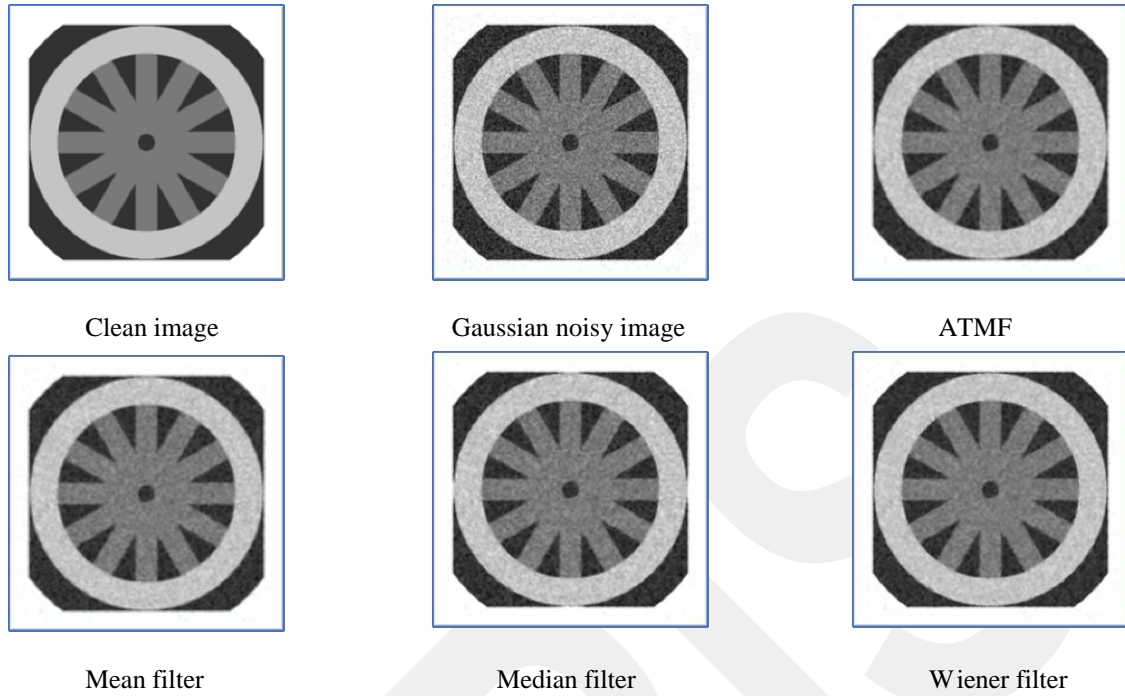 Clean image
Gaussian noisy image
ATMF
Mean filter
Median filter
Wiener filter